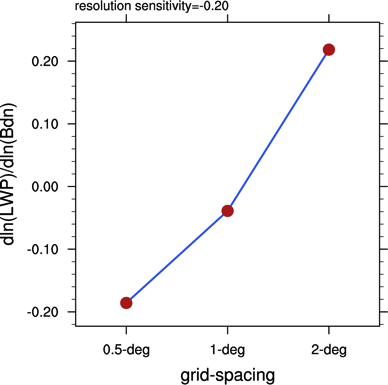 resolution sensitivity=-0.20
dln(LWP)/dln(Bdn)
0.20
0.10
0.00
-0.10
-0.20
0.5-deg 1-deg 2-deg
grid-spacing